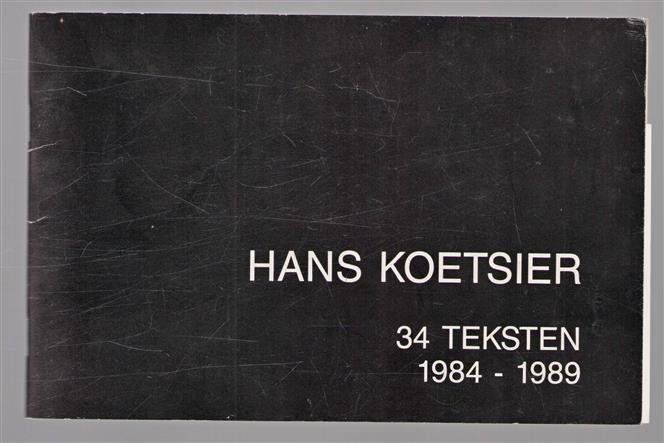 HANS KOETSIER
34 TEKSTEN
1984 - 1989